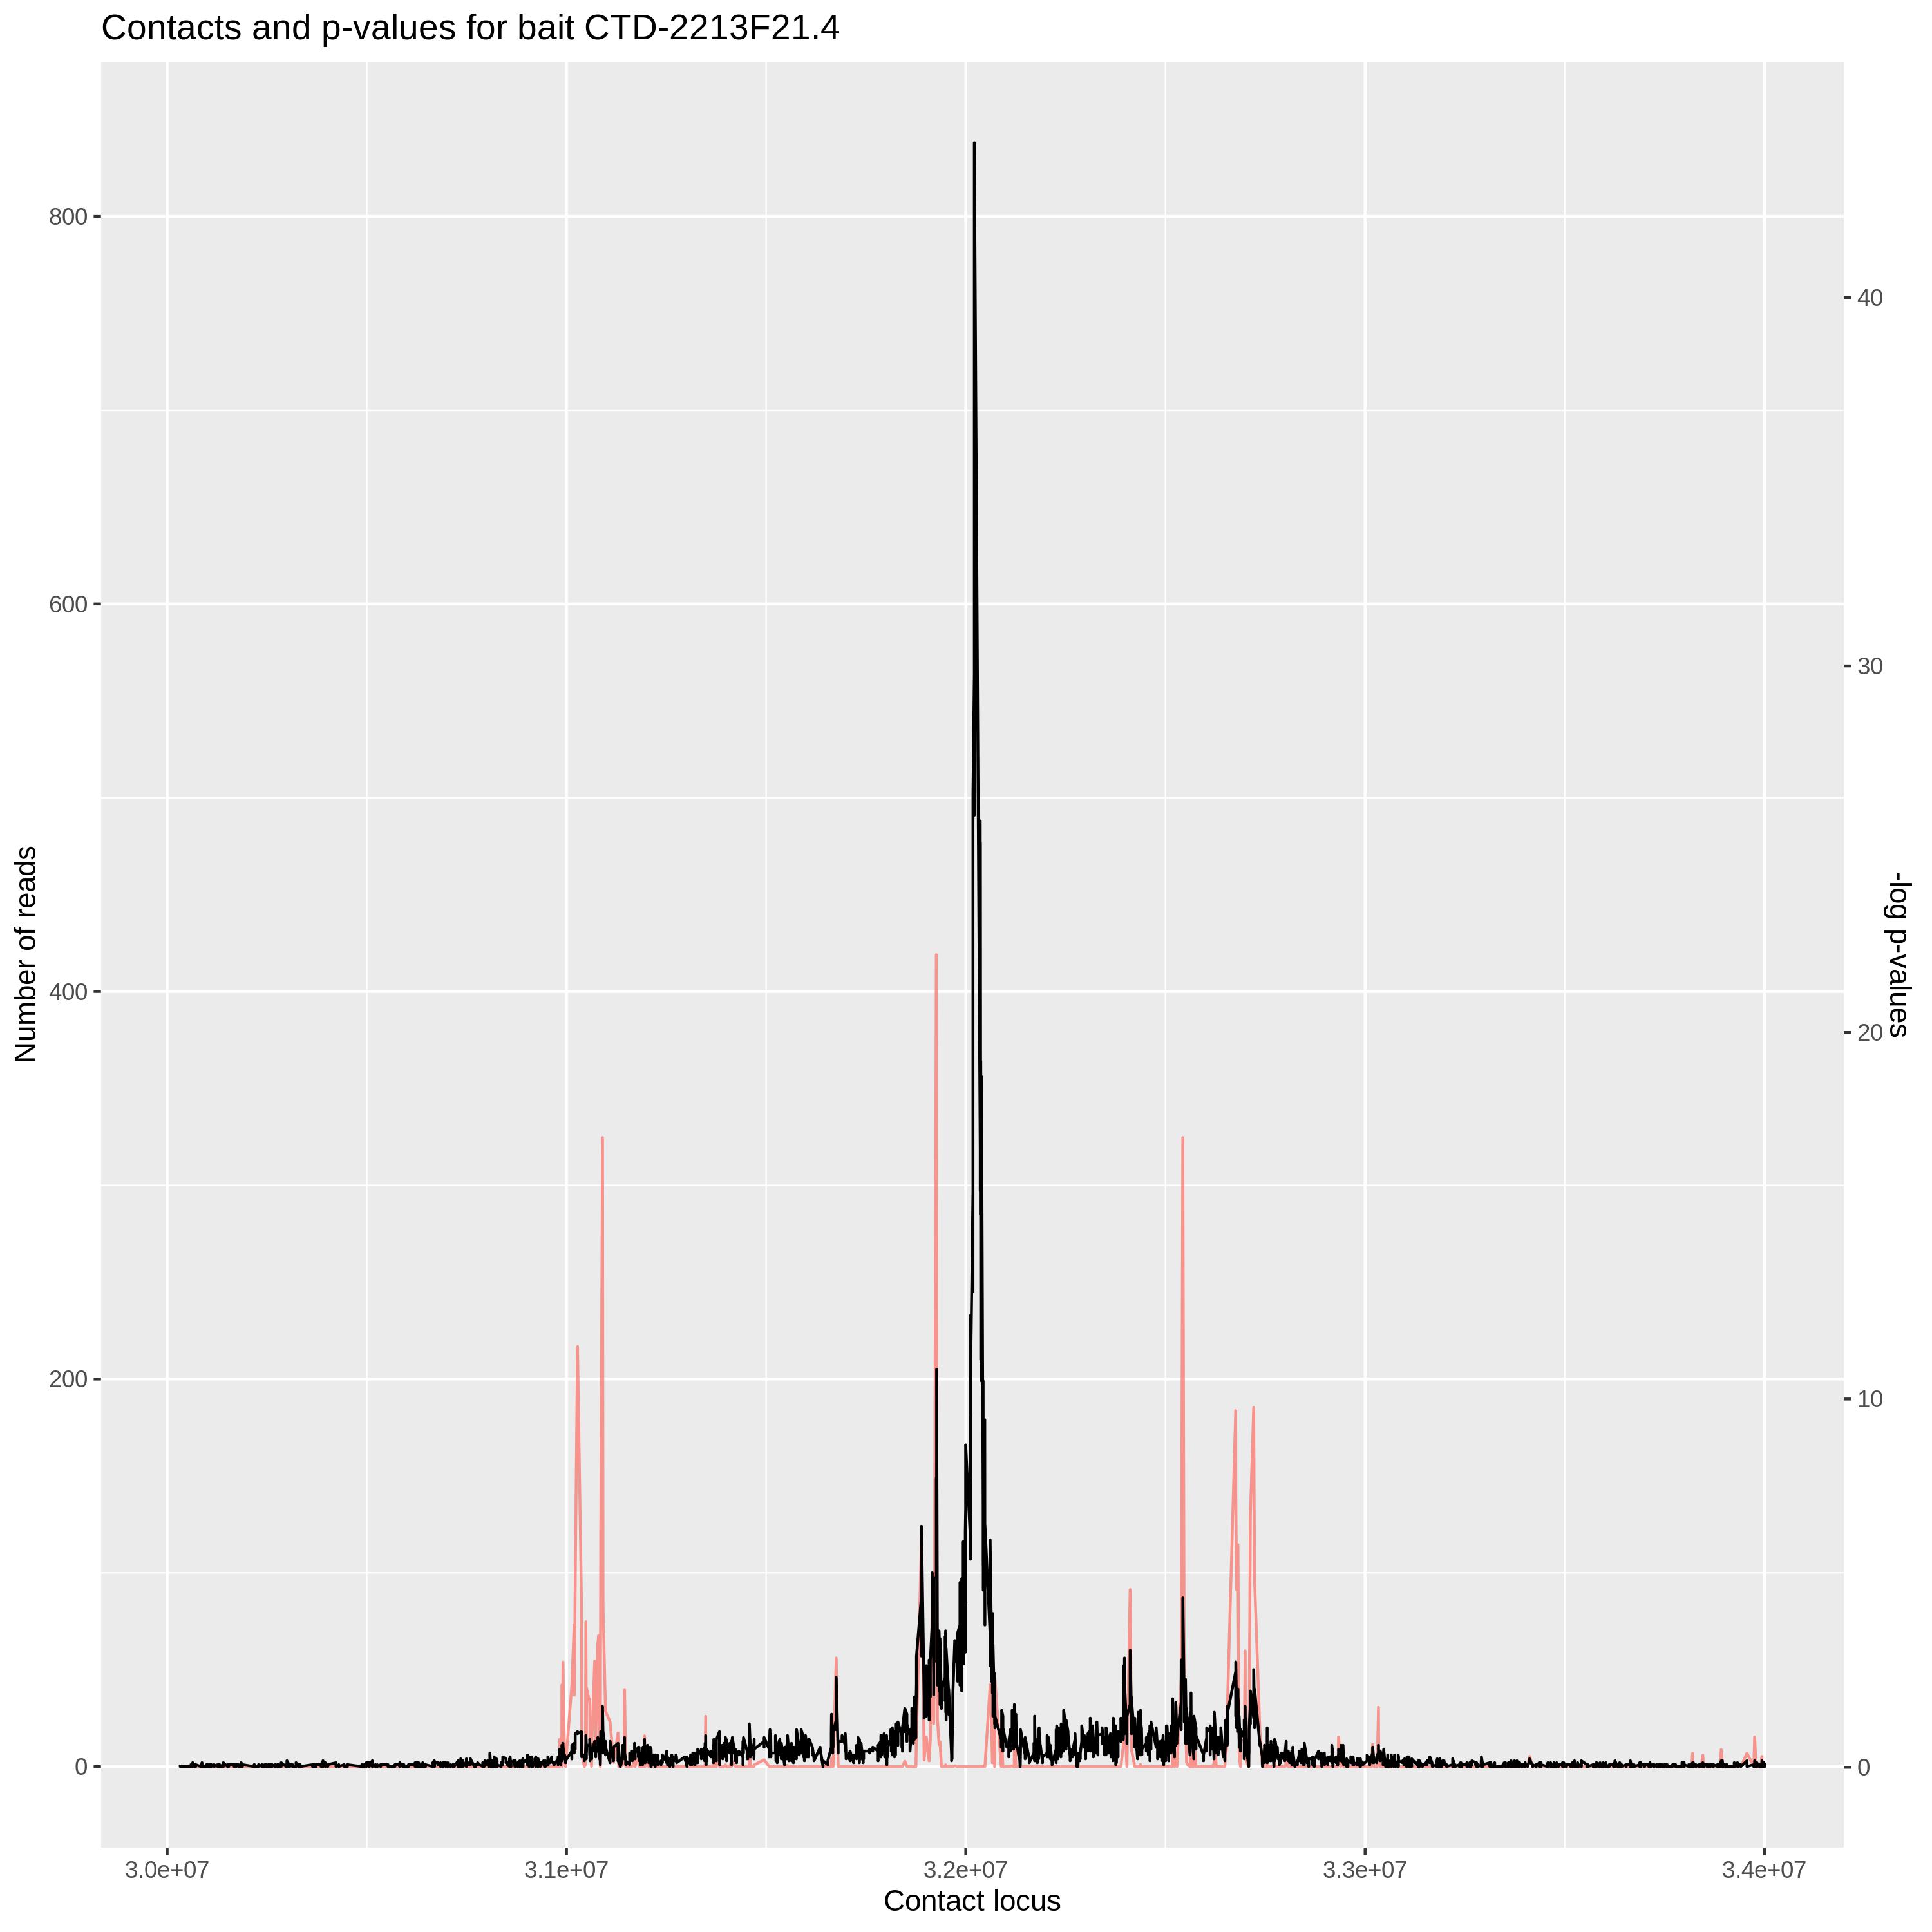 Contacts and p-values for bait CTD-2213F21.4
Number of reads
800
600
400
200
0
40
30
20
10
0
-log p-values
3.0e+07 3.1e+07 3.2e+07 3.3e+07 3.4e+07
Contact locus